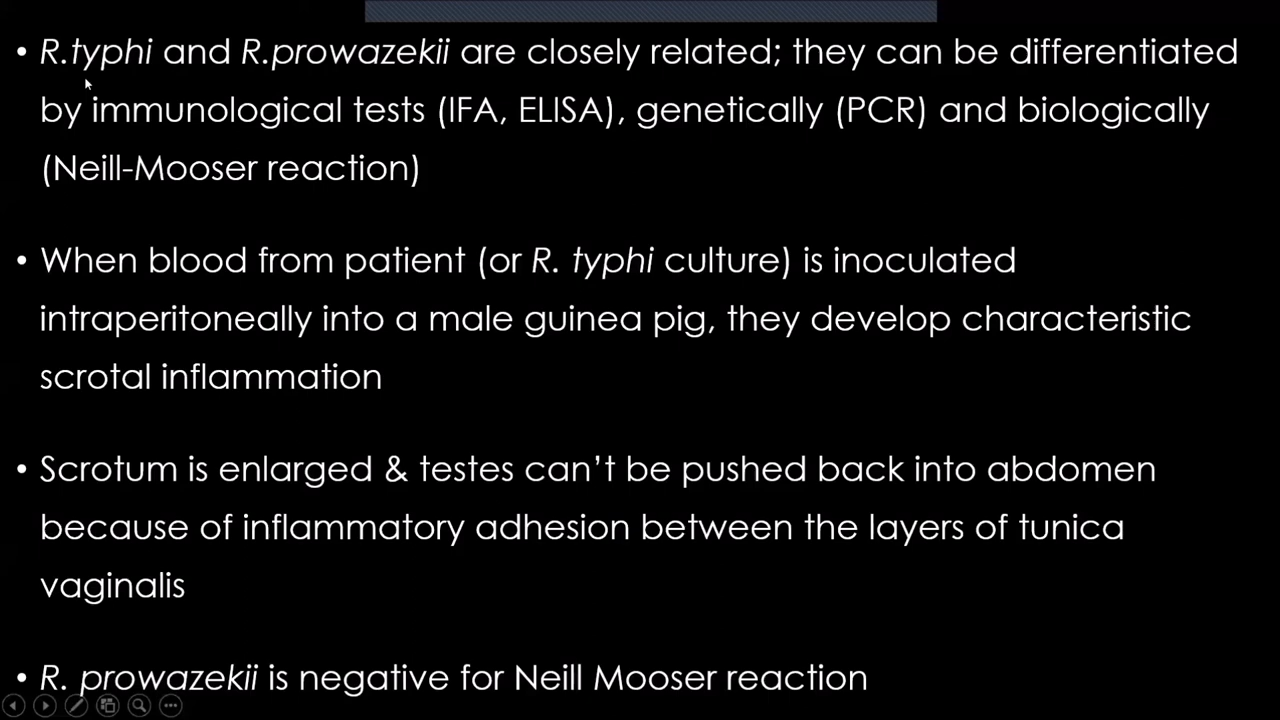 • R.typhi and R.prowazekii are closely related; they can be differentiated
by immunological tests (IFA, ELISA), genetically (PCR) and biologically
(Neill-Mooser reaction)
• When blood from patient (or R. typhi culture) is inoculated
intraperitoneally into a male guinea pig, they develop characteristic
scrotal inflammation
• Scrotum is enlarged & testes can’t be pushed back into abdomen
because of inflammatory adhesion between the layers of tunica
vaginalis
• R. prowazekii is negative for Neill Mooser reaction